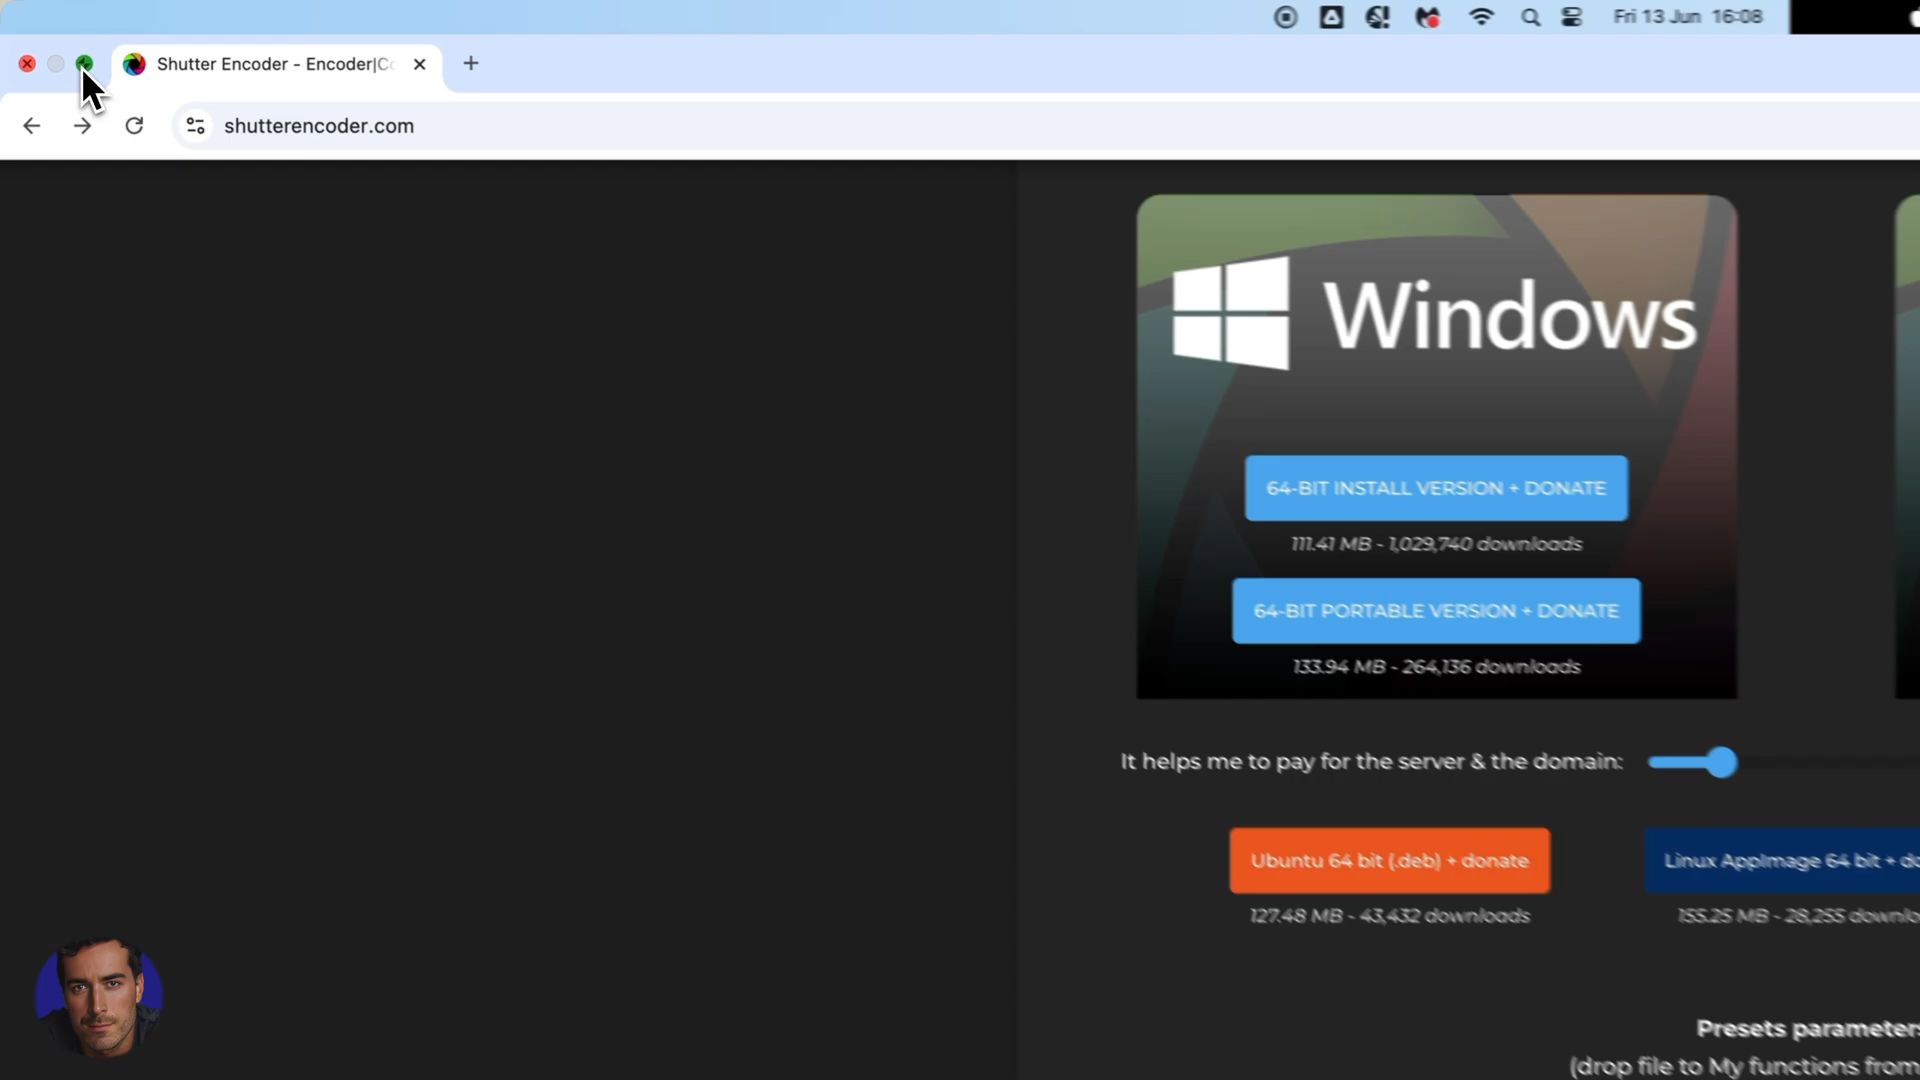 Fri 13 Jun 16:08
Shutter Encoder - Encoder|Co
shutterencoder.com
Windows
64-BIT INSTALL VERSION + DONATE
111.41 MB - 1,029,740 downloads
64-BIT PORTABLE VERSION + DONATE
133.94 MB - 264,136 downloads
It helps me to pay for the server & the domain:
Ubuntu 64 bit (.deb) + donate
Linux AppImage 64 bit + do
127.48 MB - 43,432 downloads
155.25 MB - 28,255 downlo
Presets parameters
(drop file to My functions from